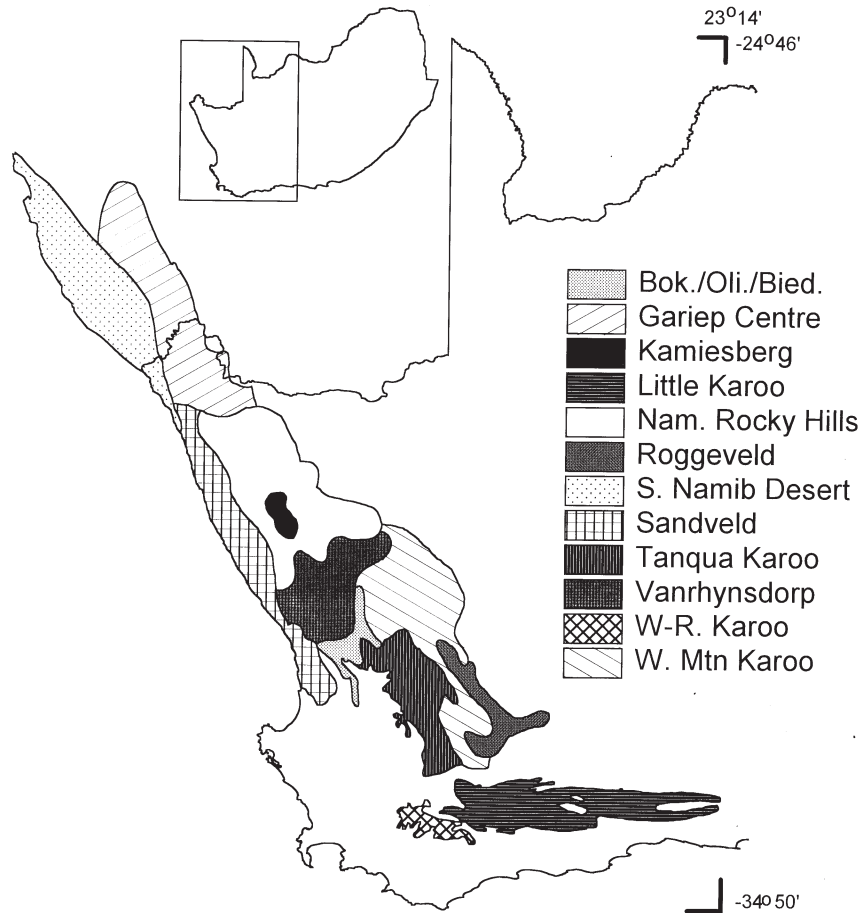 23°14'
-24°46'
Bok./Oli./Bied.
Gariep Centre
Kamiesberg
Little Karoo
Nam. Rocky Hills
Roggeveld
S. Namib Desert
Sandveld
Tanqua Karoo
Vanrhynsdorp
W-R. Karoo
W. Mtn Karoo
-34°50'